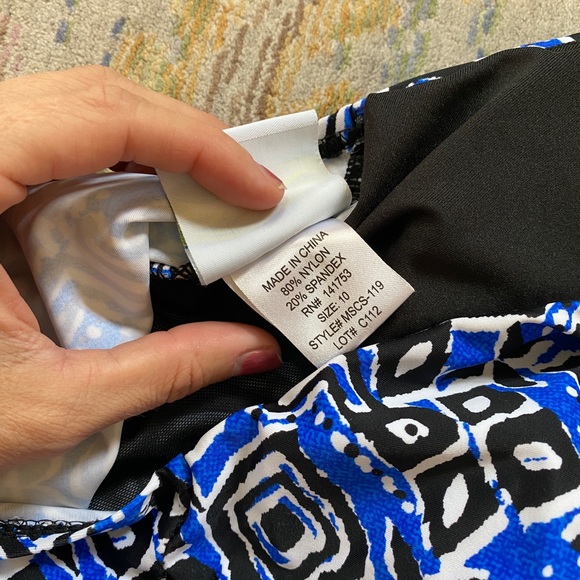 MADE IN CHINA
80% NYLON
20% SPANDEX
RN# 141753
SIZE: 10
STYLE# MSCS-119
LOT# C112